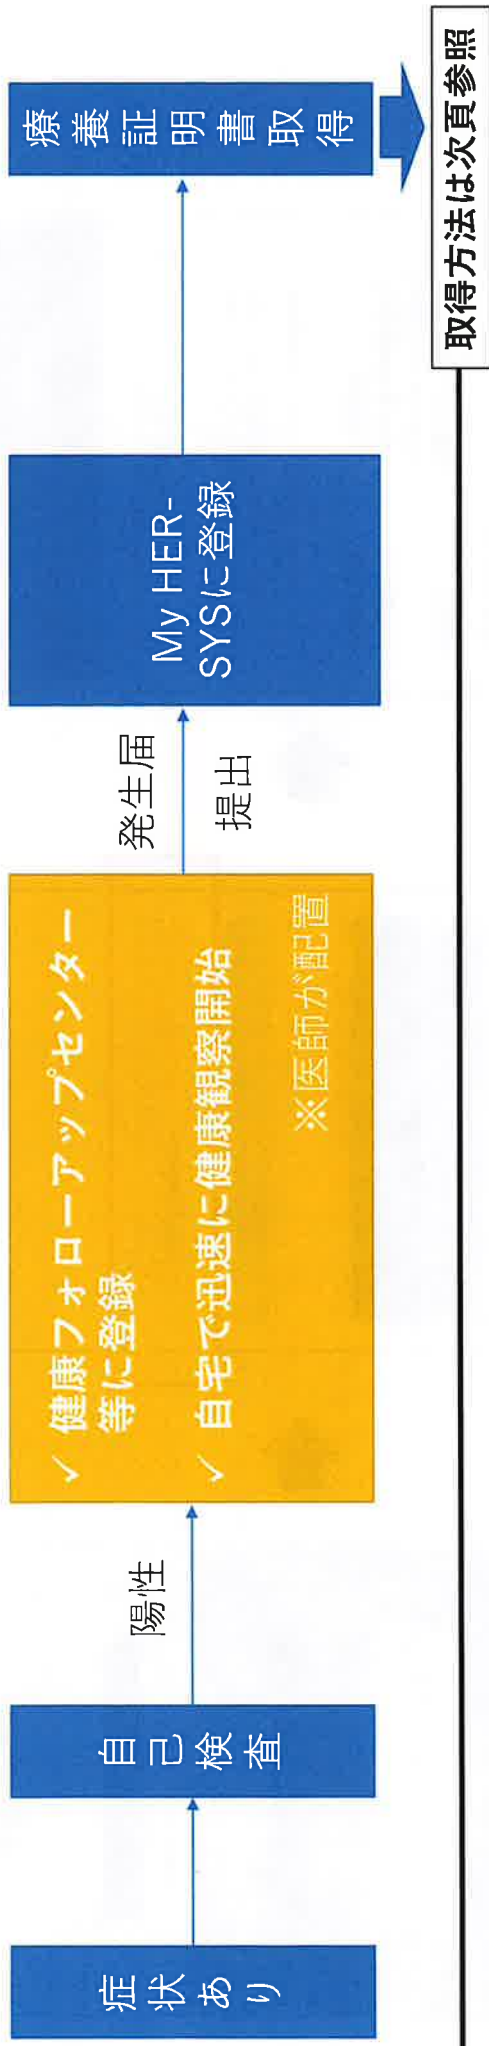 症状あり
自己検査
陽性
✓ 健康フォローアップセンター
等に登録
✓ 自宅で迅速に健康観察開始
※医師が配置
発生届
提出
My HER-
SYSに登録
療養証明書取得
取得方法は次頁参照